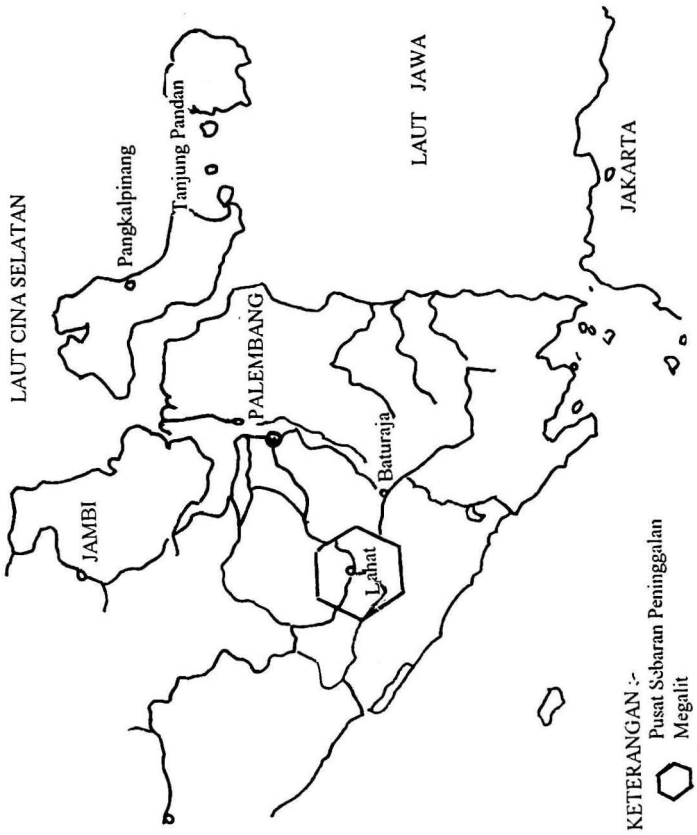 LAUT CINA SELATAN
Pangkalpinang
Tanjung Pandan
JAMBI
PALEMBANG
LAUT JAWA
Baturaja
Lahat
JAKARTA
KETERANGAN :-
Pusat Sebaran Peninggalan
Megalit